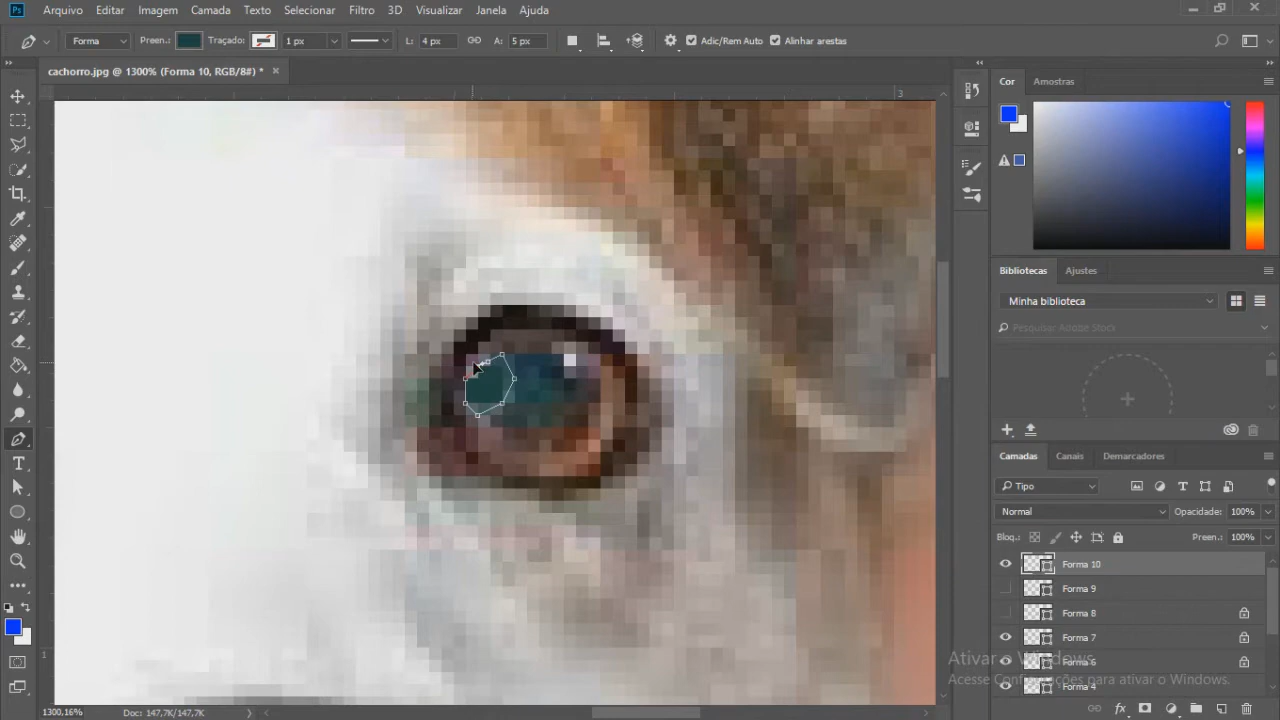 Ps Arquivo Editar Imagem Camada Texto Selecionar Filtro 3D Visualizar Janela Ajuda
Forma Preen.: Traçado: 1 px L: 4 px A: 5 px Adic/Rem Auto Alinhar arestas
cachorro.jpg @ 1300% (Forma 10, RGB/8#) *
Cor Amostras
3
Bibliotecas Ajustes
Minha biblioteca
Pesquisar Adobe Stock
Camadas Canais Demarcadores
Tipo
Normal Opacidade: 100%
Bloq.: Preen.: 100%
Forma 10
Forma 9
Forma 8
Forma 7
Forma 6
Forma 4
1
Ativar o Windows
Acesse Configurações para ativar o Windows.
1300,16% Doc: 147,7K/147,7K